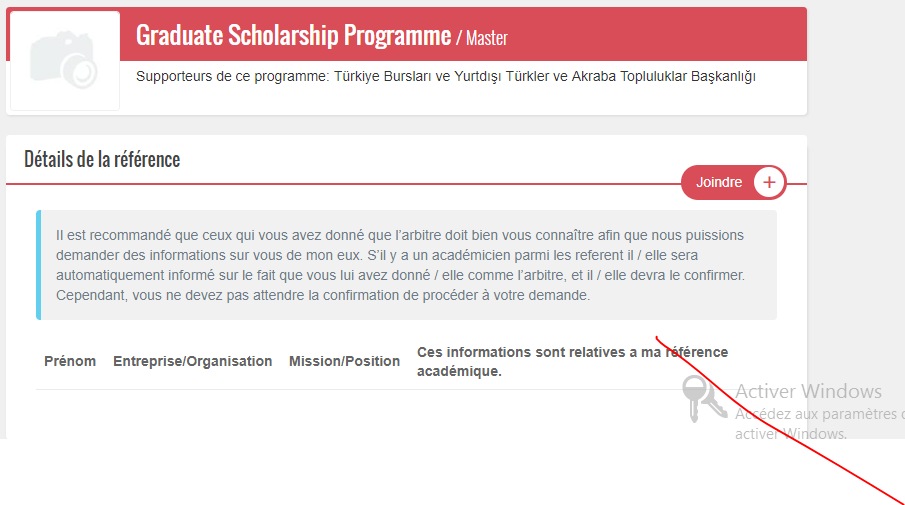 Graduate Scholarship Programme / Master
Supporteurs de ce programme: Türkiye Bursları ve Yurtdışı Türkler ve Akraba Topluluklar Başkanlığı
Détails de la référence
Joindre +
Il est recommandé que ceux qui vous avez donné que l'arbitre doit bien vous connaître afin que nous puissions
demander des informations sur vous de mon eux. S'il y a un académicien parmi les referent il / elle sera
automatiquement informé sur le fait que vous lui avez donné / elle comme l'arbitre, et il / elle devra le confirmer.
Cependant, vous ne devez pas attendre la confirmation de procéder à votre demande.
Prénom Entreprise/Organisation Mission/Position Ces informations sont relatives a ma référence
académique.
Activer Windows
Accédez aux paramètres
activer Windows.